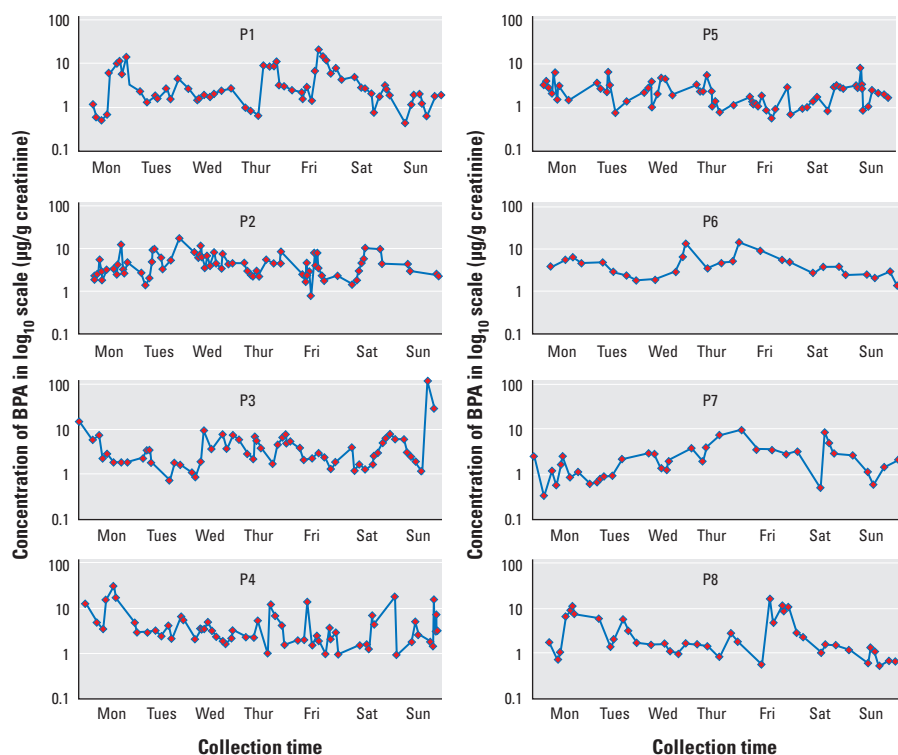 Concentration of BPA in log10 scale (µg/g creatinine)
P1
100
10
1
0.1
Mon Tues Wed Thur Fri Sat Sun
P2
100
10
1
0.1
Mon Tues Wed Thur Fri Sat Sun
P3
100
10
1
0.1
Mon Tues Wed Thur Fri Sat Sun
P4
100
10
1
0.1
Mon Tues Wed Thur Fri Sat Sun
Collection time
Concentration of BPA in log10 scale (µg/g creatinine)
P5
100
10
1
0.1
Mon Tues Wed Thur Fri Sat Sun
P6
100
10
1
0.1
Mon Tues Wed Thur Fri Sat Sun
P7
100
10
1
0.1
Mon Tues Wed Thur Fri Sat Sun
P8
100
10
1
0.1
Mon Tues Wed Thur Fri Sat Sun
Collection time